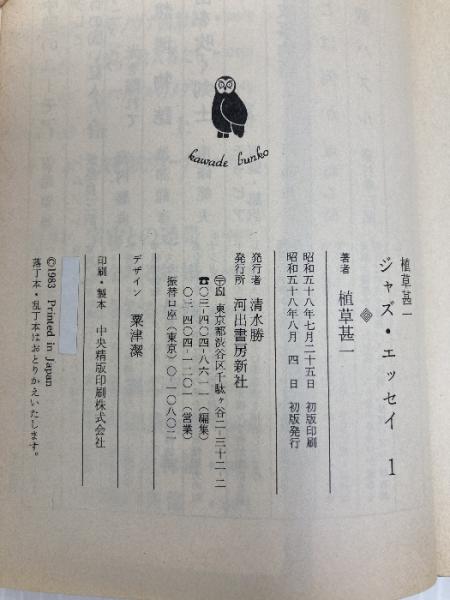 kawade bunko
植草甚一
ジャズ・エッセイ 1
著者 植草甚一
昭和五十八年七月二十五日 初版印刷
昭和五十八年八月 四日 初版発行
発行者 清水勝
発行所 河出書房新社
〒151 東京都渋谷区千駄ヶ谷二-三十二-二
☎〇三-四〇四-八六一一(編集)
〇三-四〇四-一二〇一(営業)
振替口座(東京)〇-一〇八〇二
デザイン 粟津潔
印刷・製本 中央精版印刷株式会社
©1983 Printed in Japan
落丁本・乱丁本はおとりかえいたします。